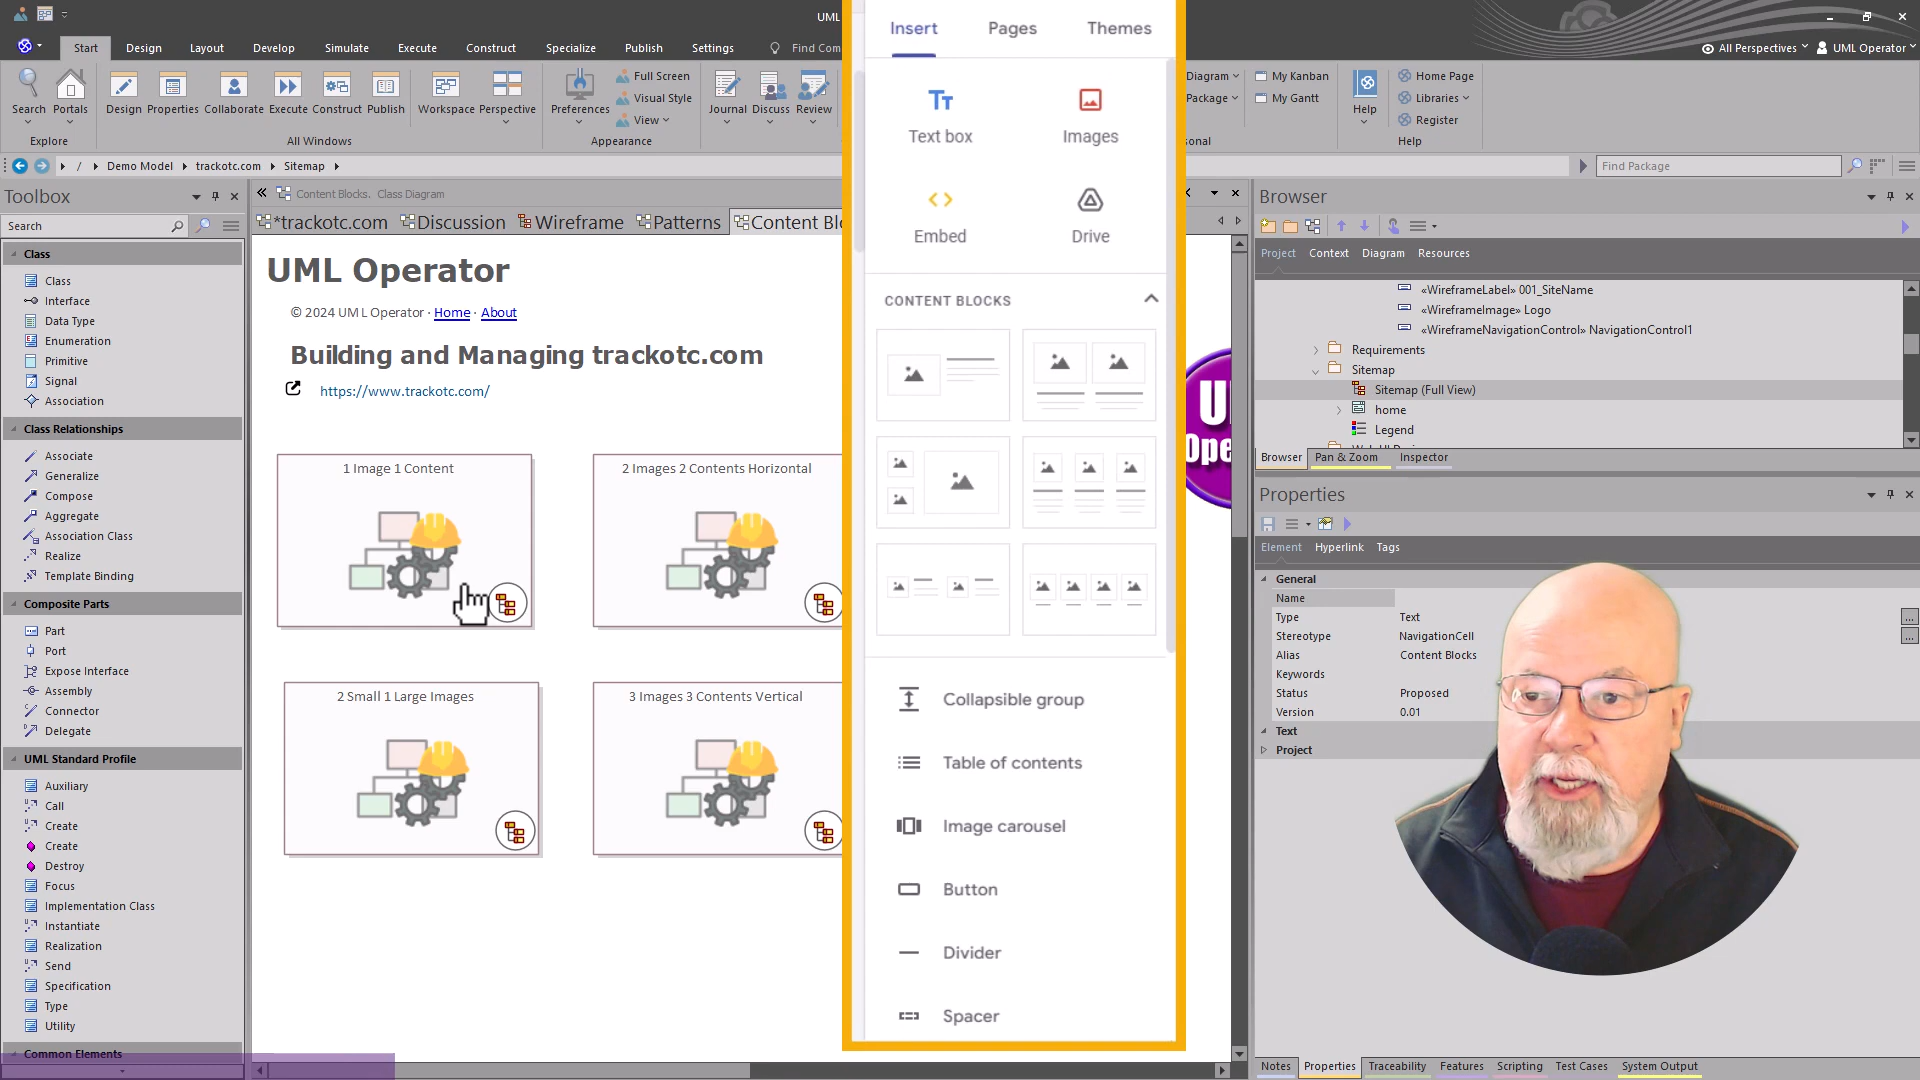 UML
Start
Design
Layout
Develop
Simulate
Execute
Construct
Specialize
Publish
Settings
Find Com
All Perspectives
UML Operator
Search
Portals
Explore
Design
Properties
Collaborate
Execute
Construct
Publish
All Windows
Workspace
Perspective
Preferences
Full Screen
Visual Style
View
Appearance
Journal
Discuss
Review
Diagram
Package
sonal
My Kanban
My Gantt
Help
Home Page
Libraries
Register
Help
/ Demo Model trackotc.com Sitemap
Find Package
Toolbox
Search
Class
Class
Interface
Data Type
Enumeration
Primitive
Signal
Association
Class Relationships
Associate
Generalize
Compose
Aggregate
Association Class
Realize
Template Binding
Composite Parts
Part
Port
Expose Interface
Assembly
Connector
Delegate
UML Standard Profile
Auxiliary
Call
Create
Create
Destroy
Focus
Implementation Class
Instantiate
Realization
Send
Specification
Type
Utility
Common Elements
Content Blocks. Class Diagram
*trackotc.com
Discussion
Wireframe
Patterns
Content Blo
UML Operator
© 2024 UML Operator · Home · About
Building and Managing trackotc.com
https://www.trackotc.com/
1 Image 1 Content
2 Images 2 Contents Horizontal
2 Small 1 Large Images
3 Images 3 Contents Vertical
Insert
Pages
Themes
Text box
Images
Embed
Drive
CONTENT BLOCKS
Collapsible group
Table of contents
Image carousel
Button
Divider
Spacer
Browser
Project
Context
Diagram
Resources
«WireframeLabel» 001_SiteName
«WireframeImage» Logo
«WireframeNavigationControl» NavigationControl1
Requirements
Sitemap
Sitemap (Full View)
home
Legend
Browser
Pan & Zoom
Inspector
Properties
Element
Hyperlink
Tags
General
Name
Type Text
Stereotype NavigationCell
Alias Content Blocks
Keywords
Status Proposed
Version 0.01
Text
Project
Notes
Properties
Traceability
Features
Scripting
Test Cases
System Output